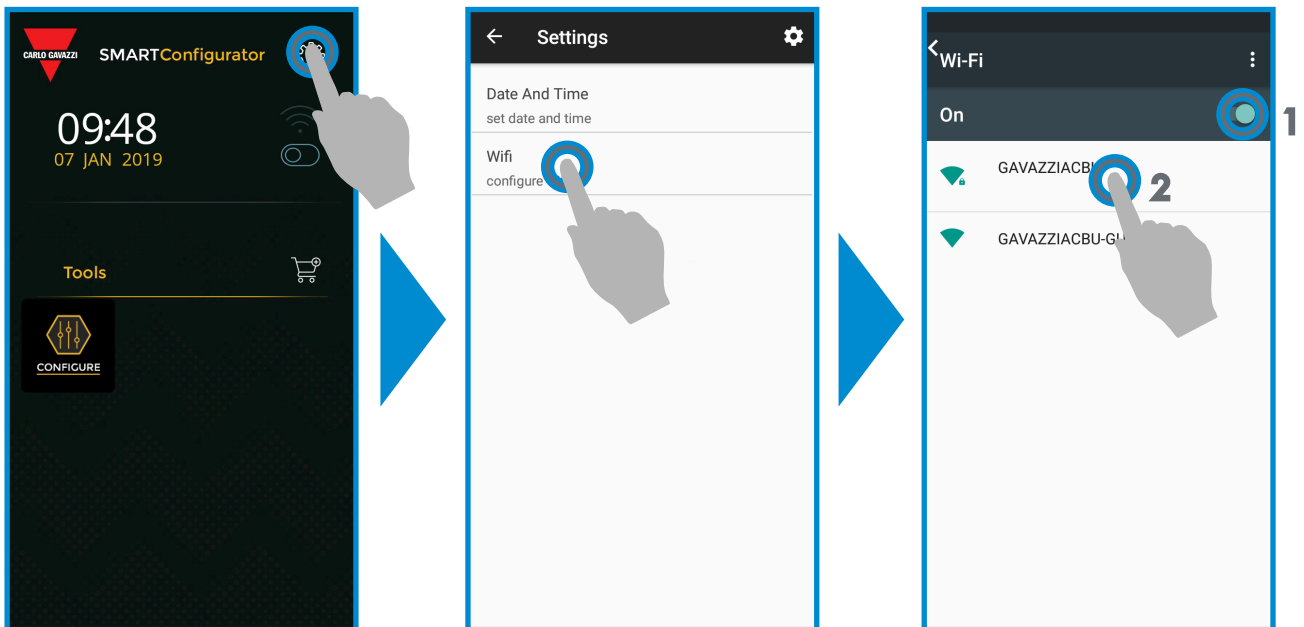 CARLO GAVAZZI
SMARTConfigurator
09:48
07 JAN 2019
Tools
CONFIGURE
Settings
Date And Time
set date and time
Wifi
configure
Wi-Fi
On
1
GAVAZZIACBU
2
GAVAZZIACBU-GU